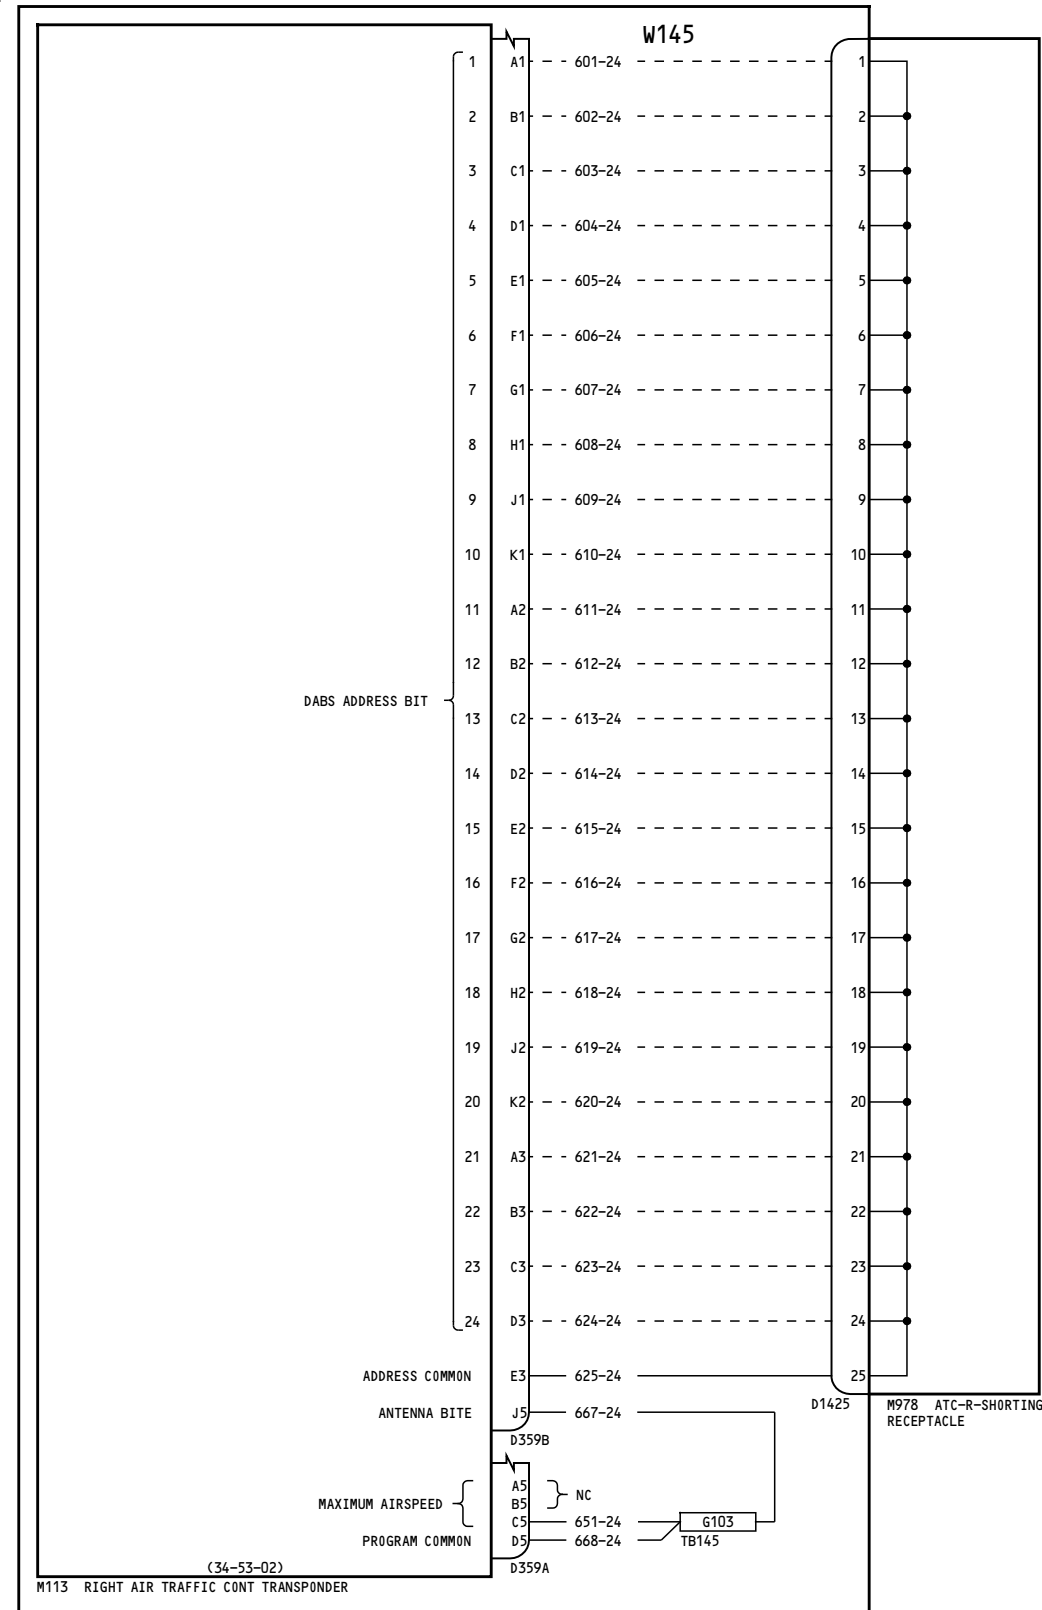 W145
1 A1 601-24 1
2 B1 602-24 2
3 C1 603-24 3
4 D1 604-24 4
5 E1 605-24 5
6 F1 606-24 6
7 G1 607-24 7
8 H1 608-24 8
9 J1 609-24 9
10 K1 610-24 10
11 A2 611-24 11
12 B2 612-24 12
DABS ADDRESS BIT
13 C2 613-24 13
14 D2 614-24 14
15 E2 615-24 15
16 F2 616-24 16
17 G2 617-24 17
18 H2 618-24 18
19 J2 619-24 19
20 K2 620-24 20
21 A3 621-24 21
22 B3 622-24 22
23 C3 623-24 23
24 D3 624-24 24
ADDRESS COMMON E3 625-24 25
D1425 M978 ATC-R-SHORTING
RECEPTACLE
ANTENNA BITE J5 667-24
D359B
A5
NC
B5
MAXIMUM AIRSPEED
C5 651-24 G103
PROGRAM COMMON D5 668-24 TB145
(34-53-02) D359A
M113 RIGHT AIR TRAFFIC CONT TRANSPONDER